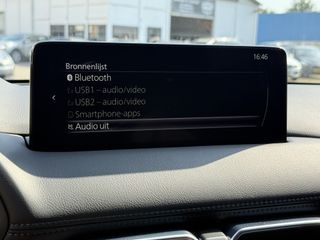 Bronnenlijst
16:46
Bluetooth
USB1 – audio/video
USB2 – audio/video
Smartphone-apps
Audio uit